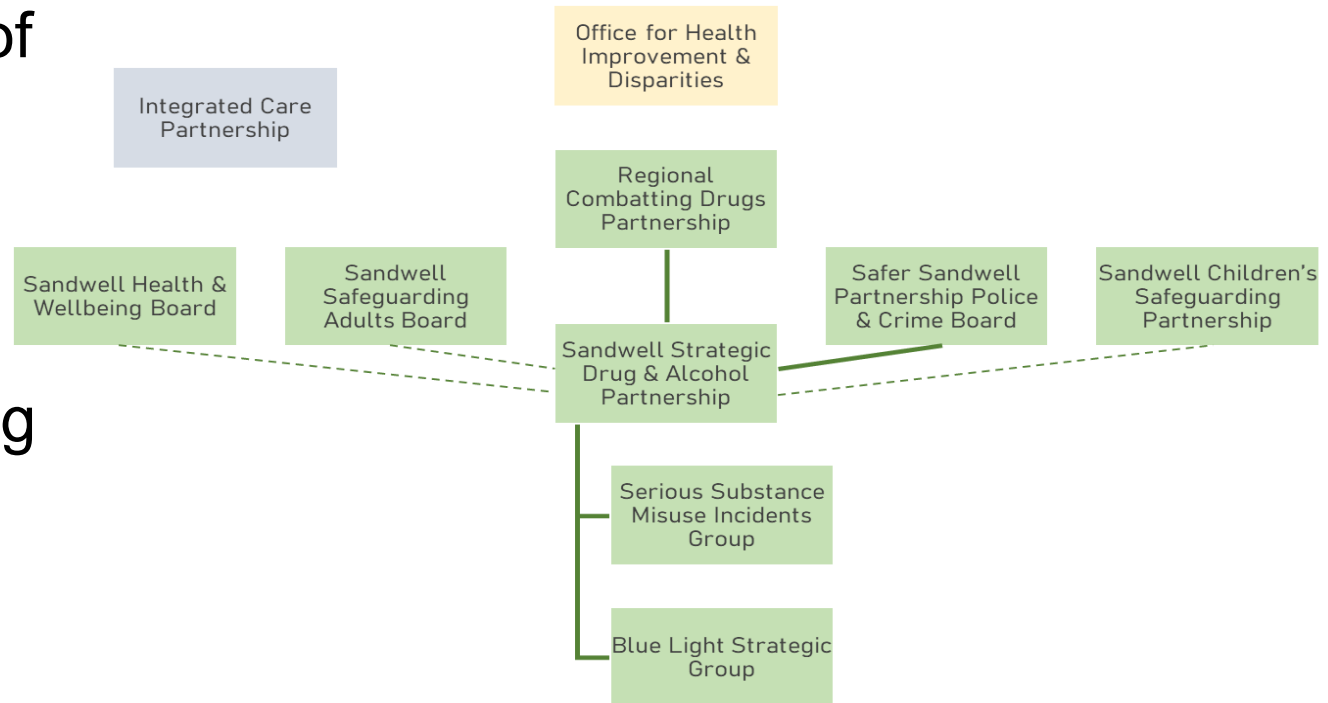 of
Office for Health
Improvement &
Disparities
Integrated Care
Partnership
Regional
Combatting Drugs
Partnership
Sandwell Health &
Wellbeing Board
Sandwell
Safeguarding
Adults Board
Safer Sandwell
Partnership Police
& Crime Board
Sandwell Children's
Safeguarding
Partnership
Sandwell Strategic
Drug & Alcohol
Partnership
g
Serious Substance
Misuse Incidents
Group
Blue Light Strategic
Group